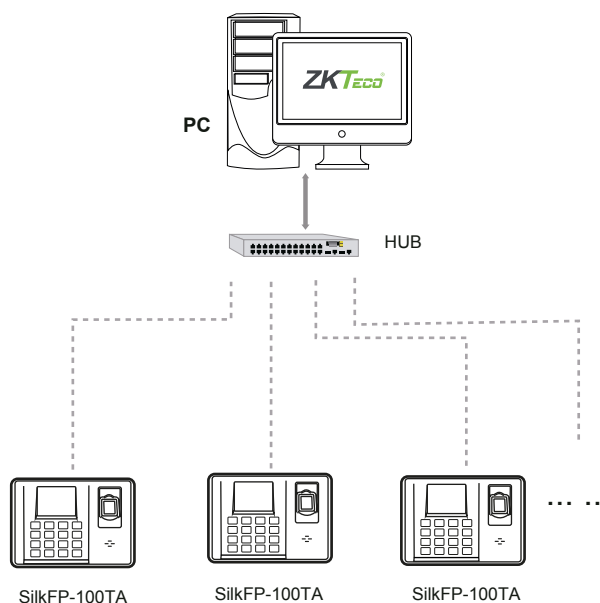 ZKTECO
PC
HUB
... ..
SilkFP-100TA
SilkFP-100TA
SilkFP-100TA